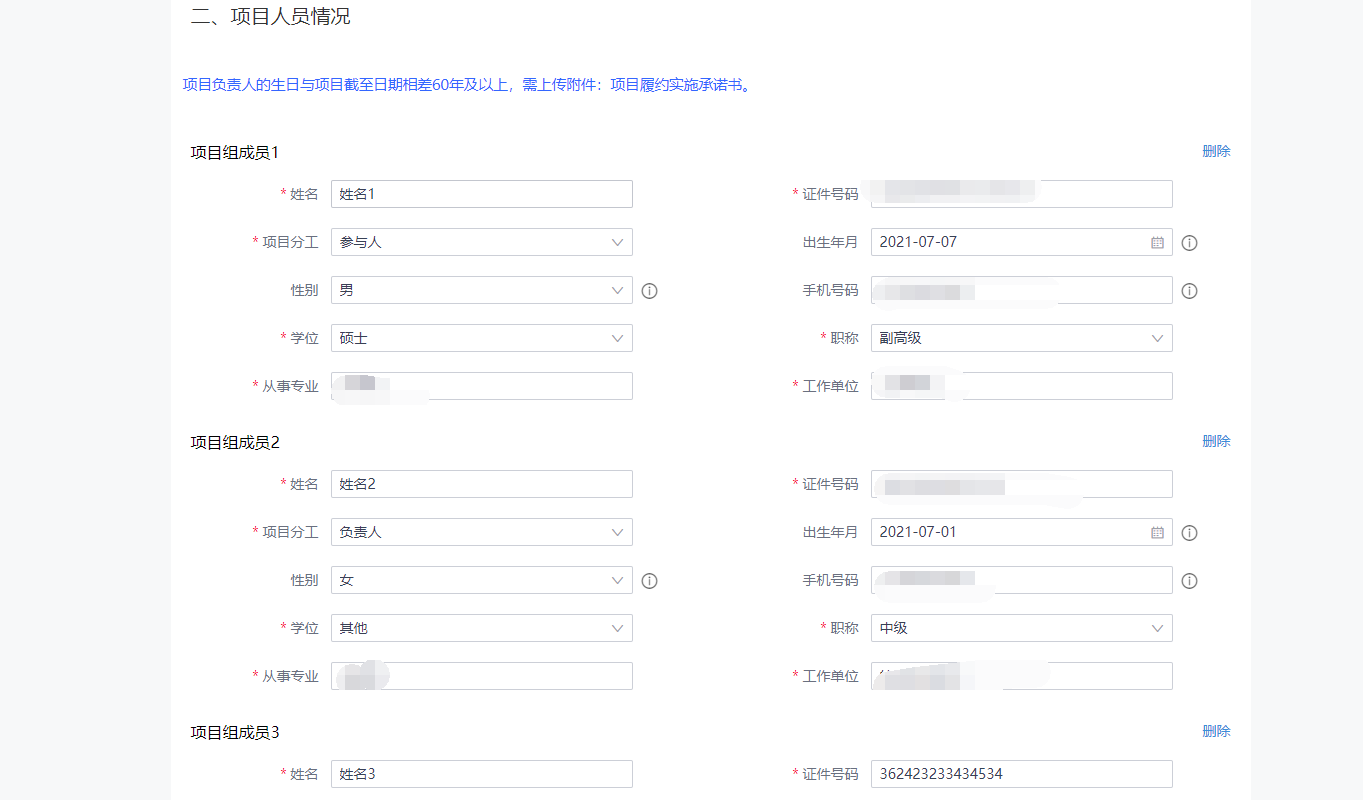 二、项目人员情况
项目负责人的生日与项目截至日期相差60年及以上，需上传附件：项目履约实施承诺书。
项目组成员1 删除
* 姓名 姓名1 * 证件号码
* 项目分工 参与人 出生年月 2021-07-07
性别 男 手机号码
* 学位 硕士 * 职称 副高级
* 从事专业 * 工作单位
项目组成员2 删除
* 姓名 姓名2 * 证件号码
* 项目分工 负责人 出生年月 2021-07-01
性别 女 手机号码
* 学位 其他 * 职称 中级
* 从事专业 * 工作单位
项目组成员3 删除
* 姓名 姓名3 * 证件号码 362423233434534